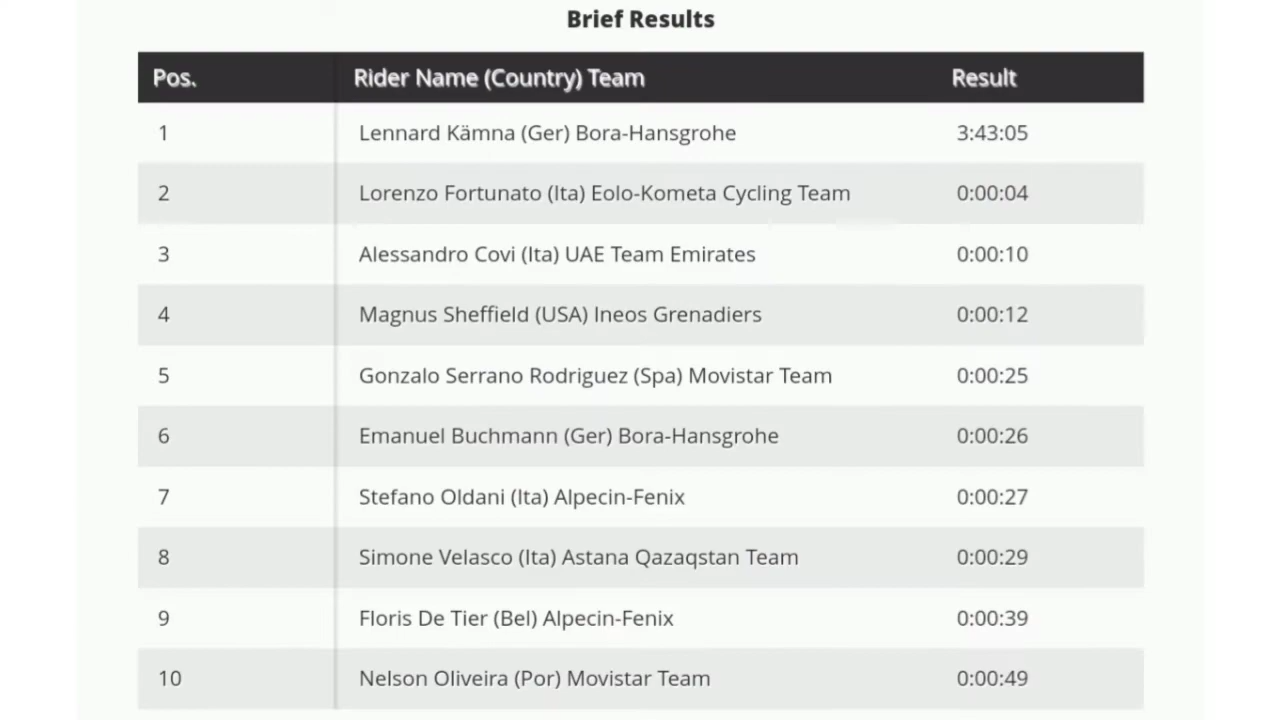 Brief Results
Pos. Rider Name (Country) Team Result
1 Lennard Kämna (Ger) Bora-Hansgrohe 3:43:05
2 Lorenzo Fortunato (Ita) Eolo-Kometa Cycling Team 0:00:04
3 Alessandro Covi (Ita) UAE Team Emirates 0:00:10
4 Magnus Sheffield (USA) Ineos Grenadiers 0:00:12
5 Gonzalo Serrano Rodriguez (Spa) Movistar Team 0:00:25
6 Emanuel Buchmann (Ger) Bora-Hansgrohe 0:00:26
7 Stefano Oldani (Ita) Alpecin-Fenix 0:00:27
8 Simone Velasco (Ita) Astana Qazaqstan Team 0:00:29
9 Floris De Tier (Bel) Alpecin-Fenix 0:00:39
10 Nelson Oliveira (Por) Movistar Team 0:00:49